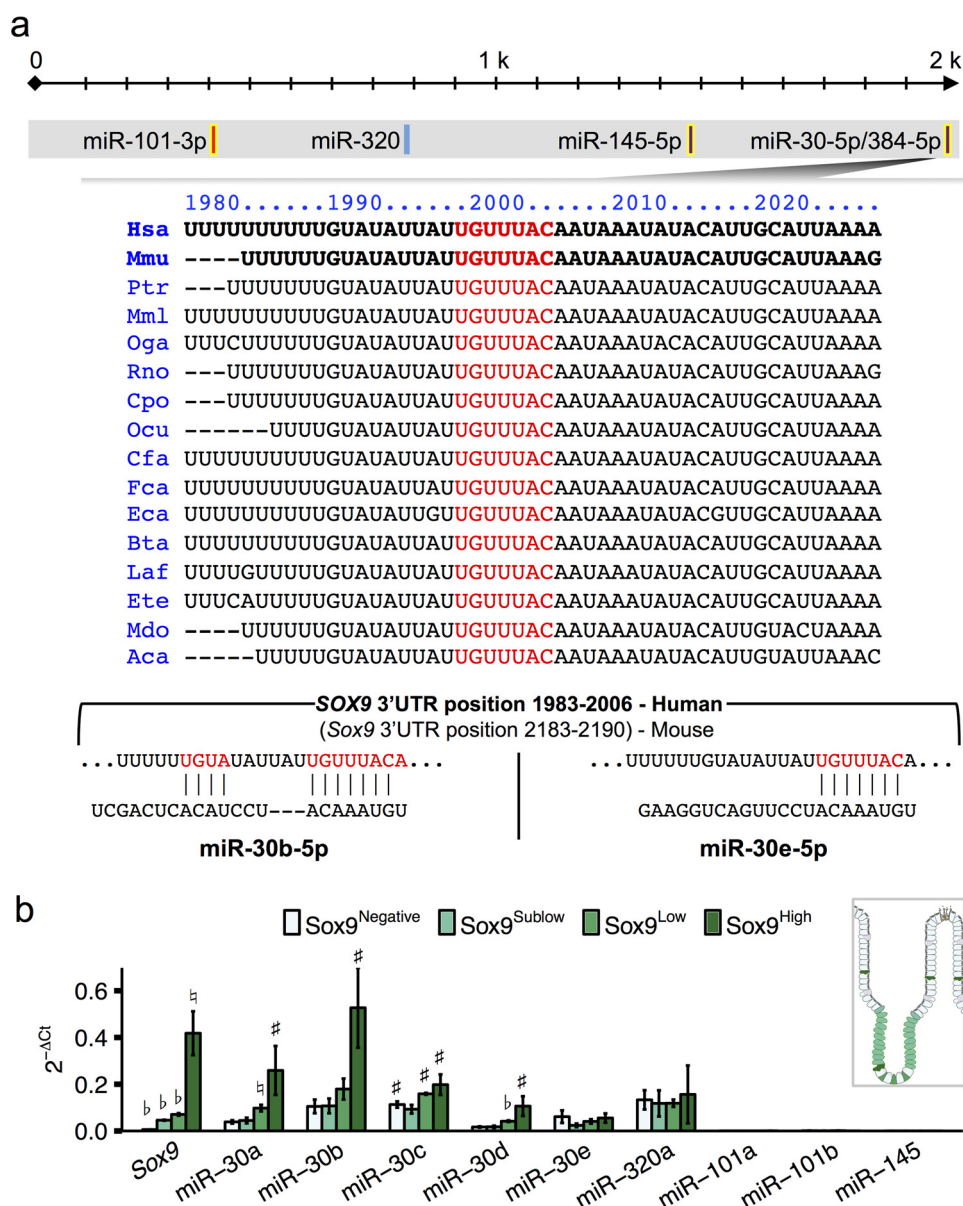 a
0 1 k 2 k
miR-101-3p miR-320 miR-145-5p miR-30-5p/384-5p
1980......1990......2000......2010......2020.....
Hsa UUUUUUUUUUGUAUAUUAUUGUUUACAAUAAAUAUACAUUGCAUUAAAA
Mmu ----UUUUUUGUAUAUUAUUGUUUACAAUAAAUAUACAUUGCAUUAAAG
Ptr ---UUUUUUUGUAUAUUAUUGUUUACAAUAAAUAUACAUUGCAUUAAAA
Mml UUUUUUUUUUGUAUAUUAUUGUUUACAAUAAAUAUACAUUGCAUUAAAA
Oga UUUCUUUUUUGUAUAUUAUUGUUUACAAUAAAUACACAUUGCAUUAAAA
Rno ---UUUUUUUGUAUAUUAUUGUUUACAAUAAAUAUACAUUGCAUUAAAG
Cpo ---UUUUUUUGUAUAUUAUUGUUUACAAUAAAUAUACAUUGCAUUAAAA
Ocu ------UUUUGUAUAUUAUUGUUUACAAUAAAUAUACAUUGCAUUAAAA
Cfa UUUUUUUUUUGUAUAUUAUUGUUUACAAUAAAUAUACAUUGCAUUAAAA
Fca UUUUUUUUUUGUAUAUUAUUGUUUACAAUAAAUAUACAUUGCAUUAAAA
Eca UUUUUUUUUUGUAUAUUGUUGUUUACAAUAAAUAUACGUUGCAUUAAAA
Bta UUUUUUUUUUGUAUAUUAUUGUUUACAAUAAAUAUACAUUGCAUUAAAA
Laf UUUUGUUUUUGUAUAUUAUUGUUUACAAUAAAUAUACAUUGCAUUAAAA
Ete UUUCAUUUUUGUAUAUUAUUGUUUACAAUAAAUAUACAUUGCAUUAAAA
Mdo ----UUUUUUGUAUAUUAUUGUUUACAAUAAAUAUACAUUGUACUAAAA
Aca -----UUUUUGUAUAUUAUUGUUUACAAUAAAUAUACAUUGUAUUAAAC
SOX9 3'UTR position 1983-2006 - Human
(Sox9 3'UTR position 2183-2190) - Mouse
...UUUUUUGUAUAUUAUUGUUUACA... ...UUUUUUGUAUAUUAUUGUUUACA...
UCGACUCACAUCCU---ACAAAUGU GAAGGUCAGUUCCUACAAAUGU
miR-30b-5p miR-30e-5p
b
Sox9Negative Sox9Sublow Sox9Low Sox9High
2−ΔCt
0.6
0.4
0.2
0.0
♭ ♭ ♭ ♮ ♮ ♯ ♯ ♯ ♯ ♯ ♭ ♯
Sox9 miR−30a miR−30b miR−30c miR−30d miR−30e miR−320a miR−101a miR−101b miR−145